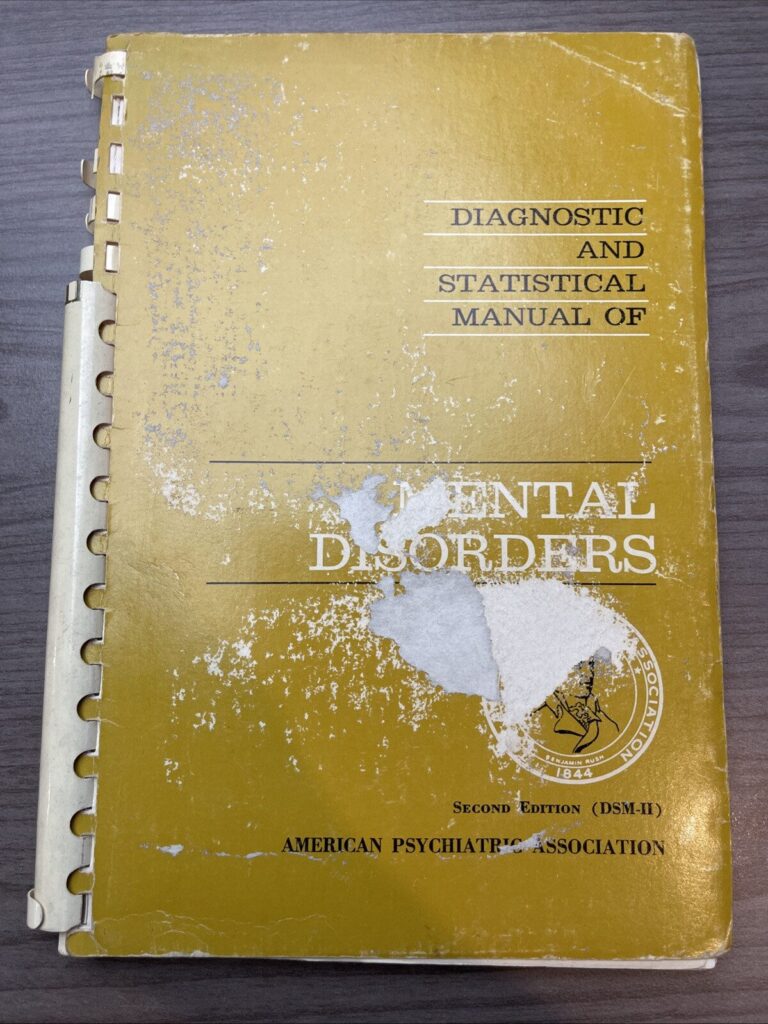 DIAGNOSTIC
AND
STATISTICAL
MANUAL OF
MENTAL
DISORDERS
ASSOCIATION
BENJAMIN RUSH
1844
SECOND EDITION (DSM-II)
AMERICAN PSYCHIATRIC ASSOCIATION